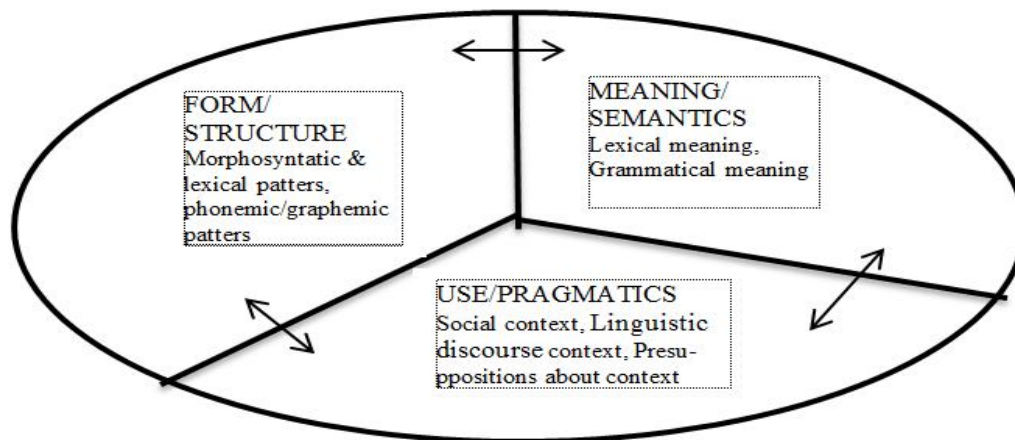 FORM/
STRUCTURE
Morphosyntatic &
lexical patters,
phonemic/graphemic
patters
MEANING/
SEMANTICS
Lexical meaning,
Grammatical meaning
USE/PRAGMATICS
Social context, Linguistic
discourse context, Presu-
ppositions about context